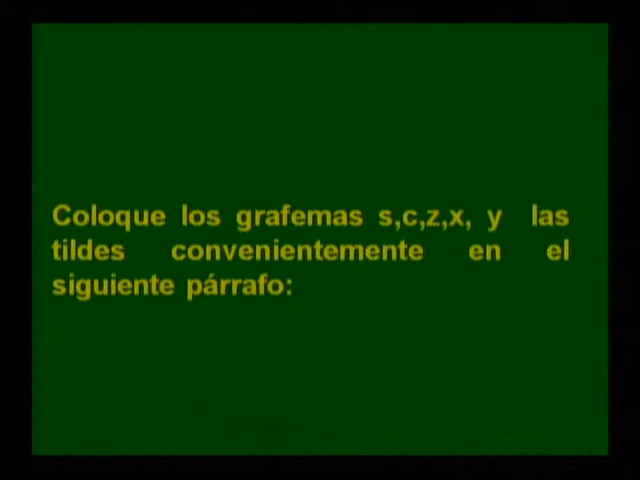 Coloque los grafemas s,c,z,x, y las
tildes convenientemente en el
siguiente párrafo: